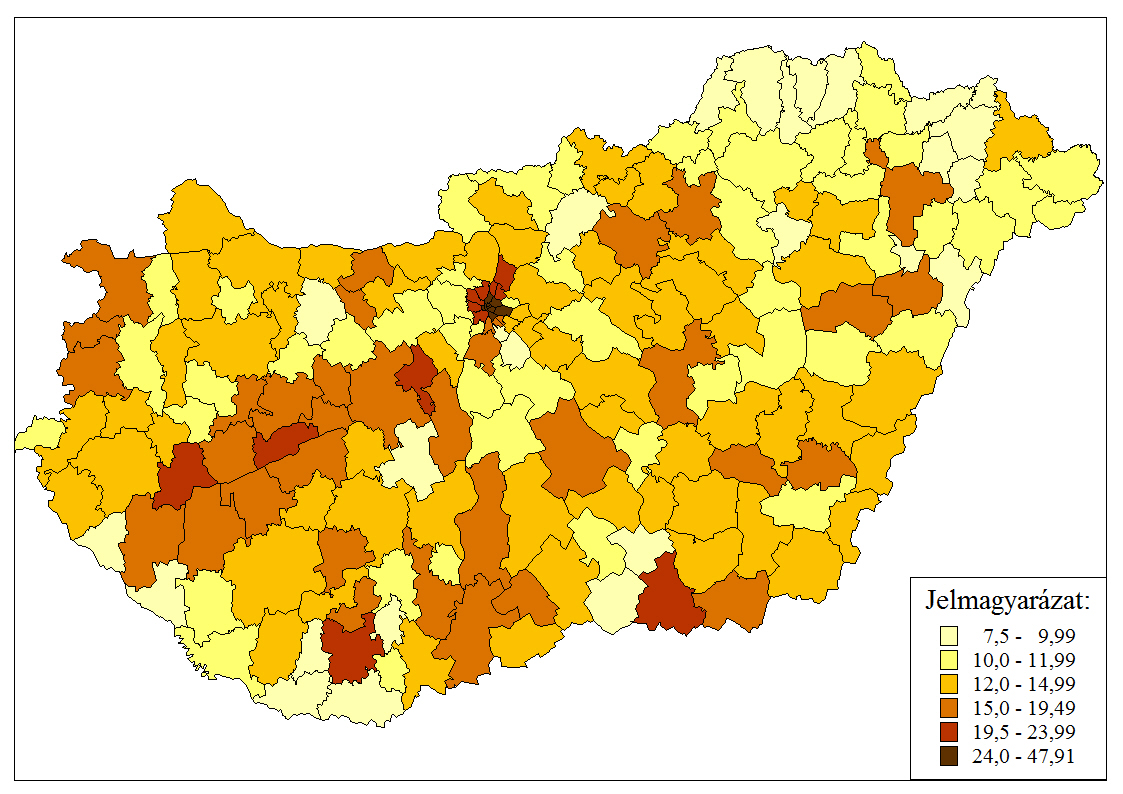 Jelmagyarázat:
7,5 - 9,99
10,0 - 11,99
12,0 - 14,99
15,0 - 19,49
19,5 - 23,99
24,0 - 47,91